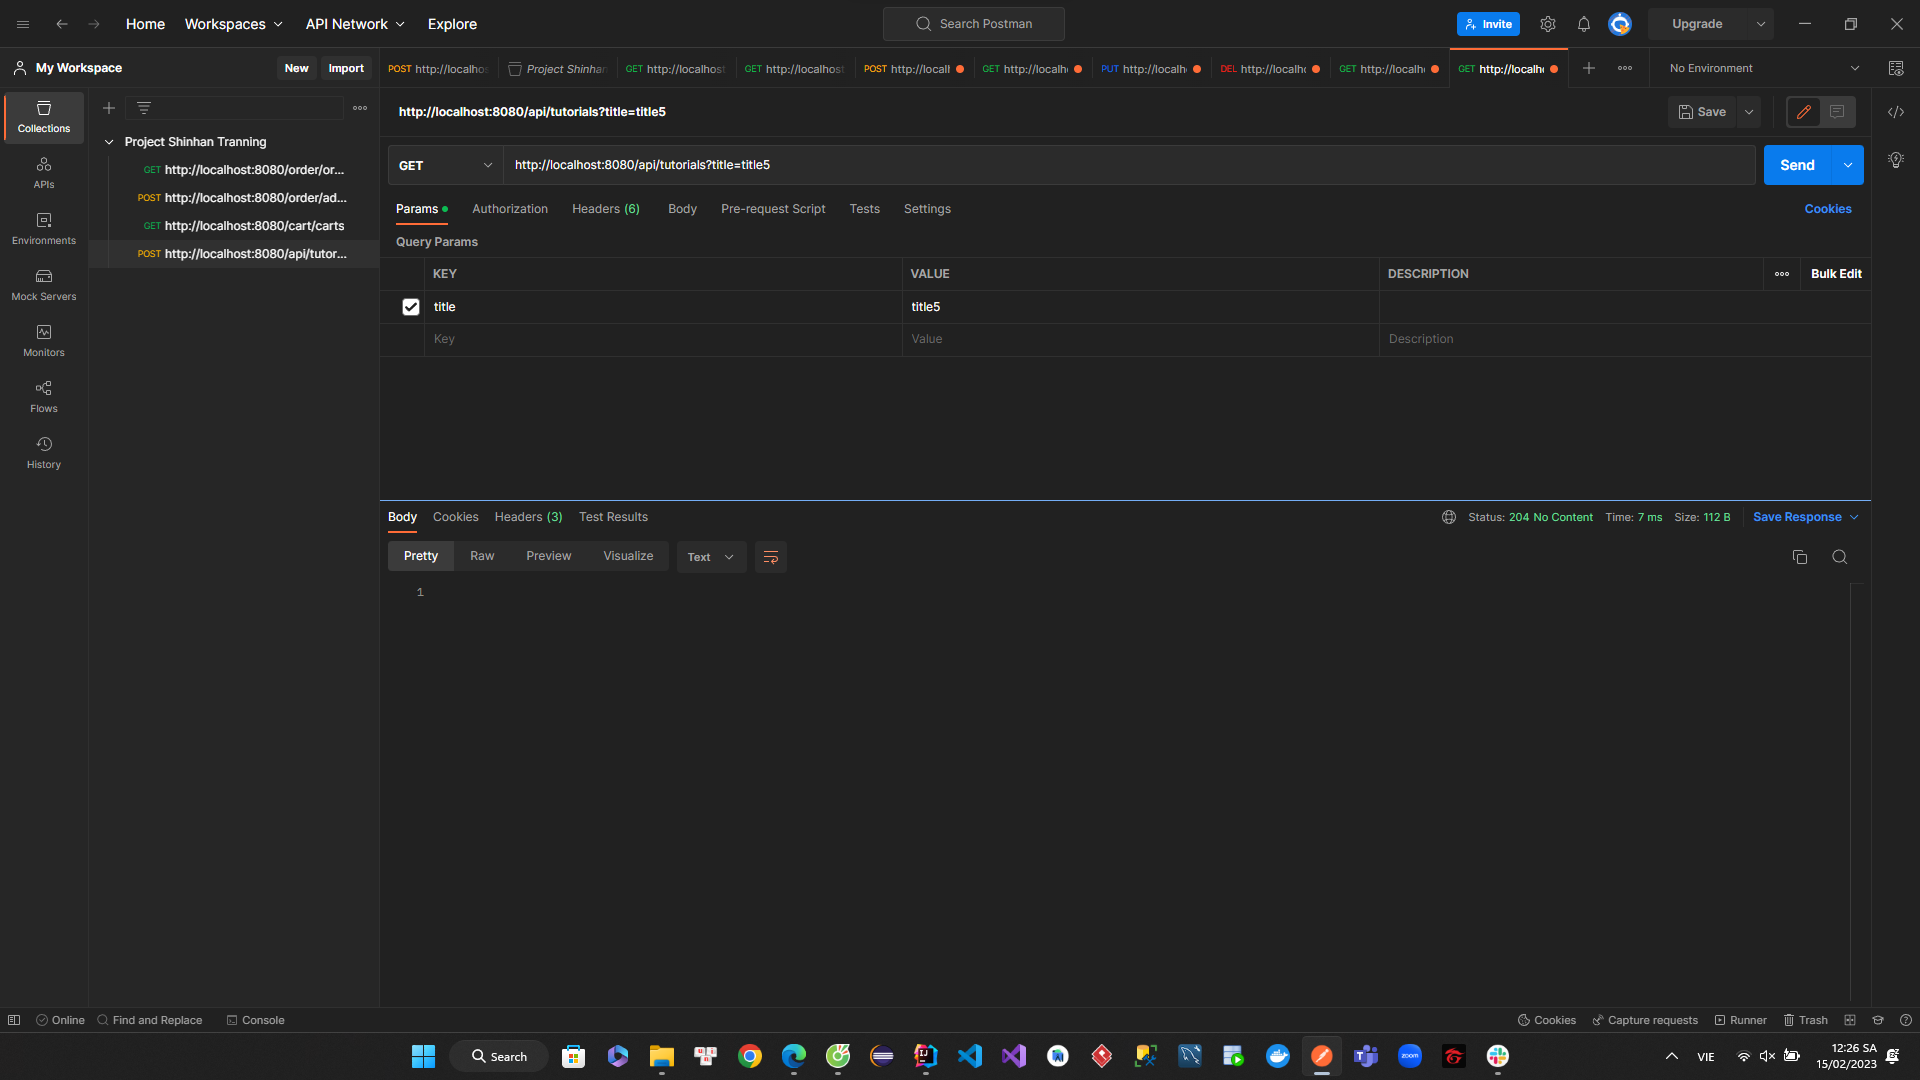 Home Workspaces API Network Explore Search Postman Invite Upgrade
My Workspace New Import POST http://localhos Project Shinhan GET http://localhost GET http://localhost POST http://locall GET http://localh PUT http://localh DEL http://localh GET http://localh GET http://localh No Environment
http://localhost:8080/api/tutorials?title=title5 Save
Collections
Project Shinhan Tranning
GET http://localhost:8080/order/or...
POST http://localhost:8080/order/ad...
GET http://localhost:8080/cart/carts
POST http://localhost:8080/api/tutor...
APIs
Environments
Mock Servers
Monitors
Flows
History
GET http://localhost:8080/api/tutorials?title=title5 Send
Params Authorization Headers (6) Body Pre-request Script Tests Settings Cookies
Query Params
KEY VALUE DESCRIPTION Bulk Edit
title title5
Key Value Description
Body Cookies Headers (3) Test Results Status: 204 No Content Time: 7 ms Size: 112 B Save Response
Pretty Raw Preview Visualize Text
1
Online Find and Replace Console Cookies Capture requests Runner Trash
Search zoom VIE 12:26 SA
15/02/2023